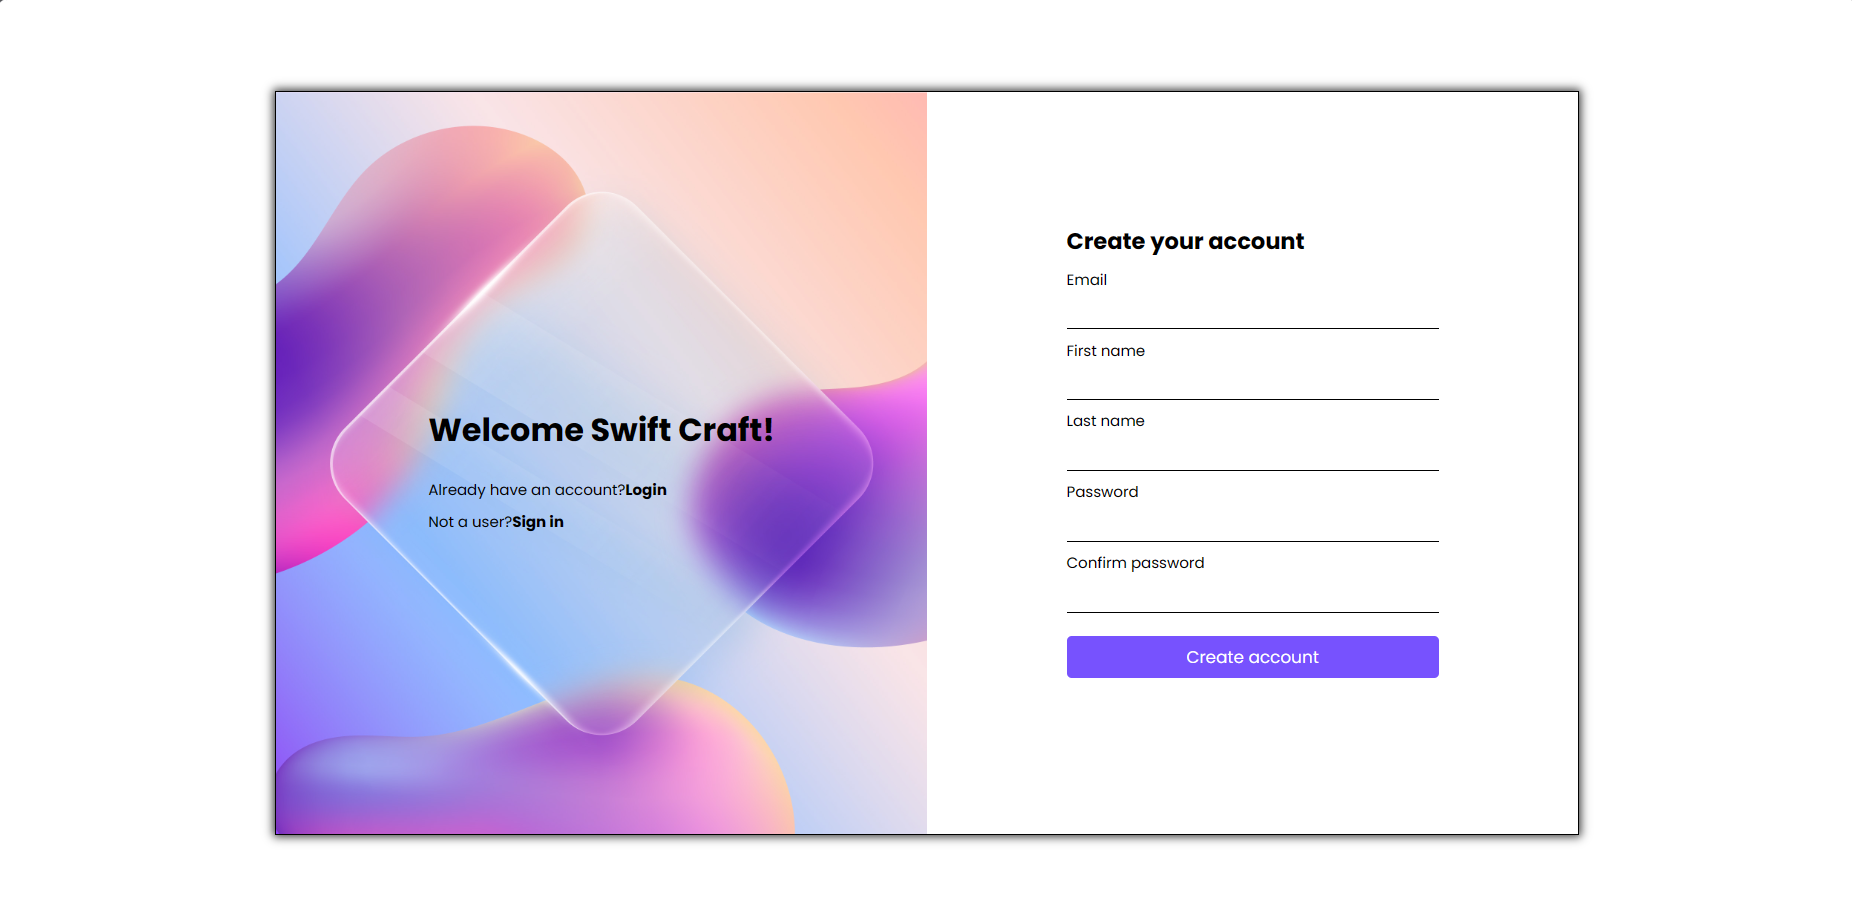 Welcome Swift Craft!
Already have an account?Login
Not a user?Sign in
Create your account
Email
First name
Last name
Password
Confirm password
Create account